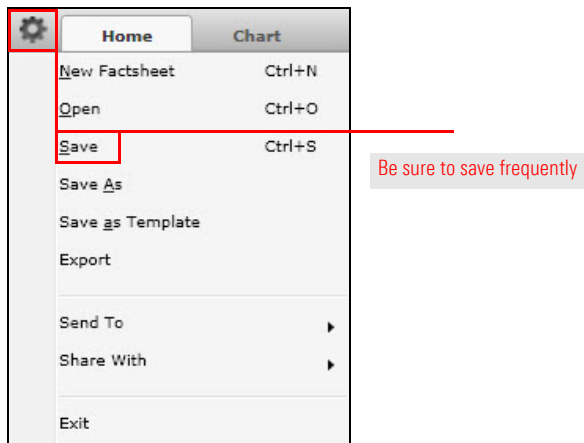 Home Chart
New Factsheet Ctrl+N
Open Ctrl+O
Save Ctrl+S
Be sure to save frequently
Save As
Save as Template
Export
Send To
Share With
Exit